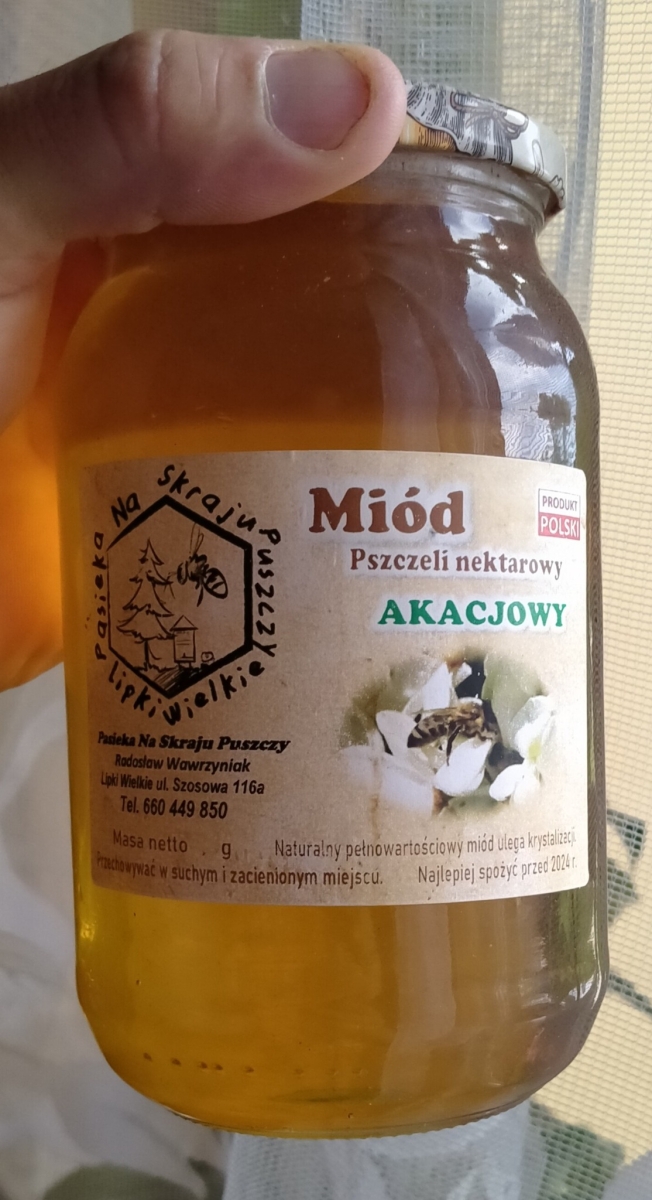 Pasieka Na Skraju Puszczy
Lipki Wielkie
Miód
PRODUKT
POLSKI
Pszczeli nektarowy
AKACJOWY
Pasieka Na Skraju Puszczy
Radosław Wawrzyniak
Lipki Wielkie ul. Szosowa 116a
Tel. 660 449 850
Masa netto . g
Naturalny pełnowartościowy miód ulega krystalizacji.
Przechowywać w suchym i zacienionym miejscu.
Najlepiej spożyć przed 2024 r.